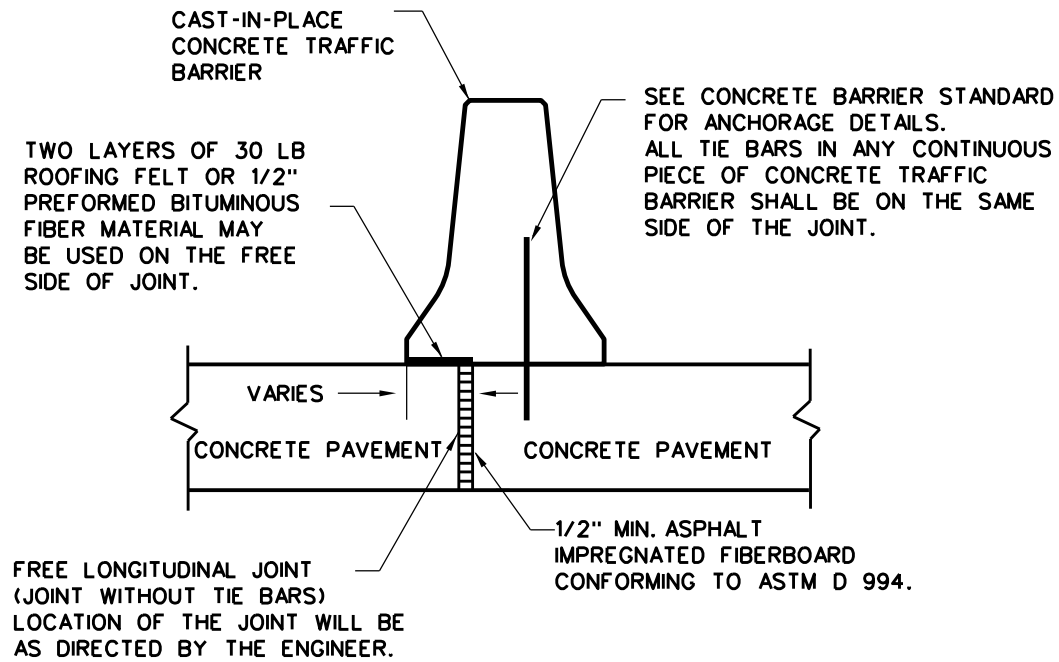 CAST-IN-PLACE
CONCRETE TRAFFIC
BARRIER
SEE CONCRETE BARRIER STANDARD
FOR ANCHORAGE DETAILS.
ALL TIE BARS IN ANY CONTINUOUS
PIECE OF CONCRETE TRAFFIC
BARRIER SHALL BE ON THE SAME
SIDE OF THE JOINT.
TWO LAYERS OF 30 LB
ROOFING FELT OR 1/2"
PREFORMED BITUMINOUS
FIBER MATERIAL MAY
BE USED ON THE FREE
SIDE OF JOINT.
VARIES
CONCRETE PAVEMENT
CONCRETE PAVEMENT
1/2" MIN. ASPHALT
IMPREGNATED FIBERBOARD
CONFORMING TO ASTM D 994.
FREE LONGITUDINAL JOINT
(JOINT WITHOUT TIE BARS)
LOCATION OF THE JOINT WILL BE
AS DIRECTED BY THE ENGINEER.